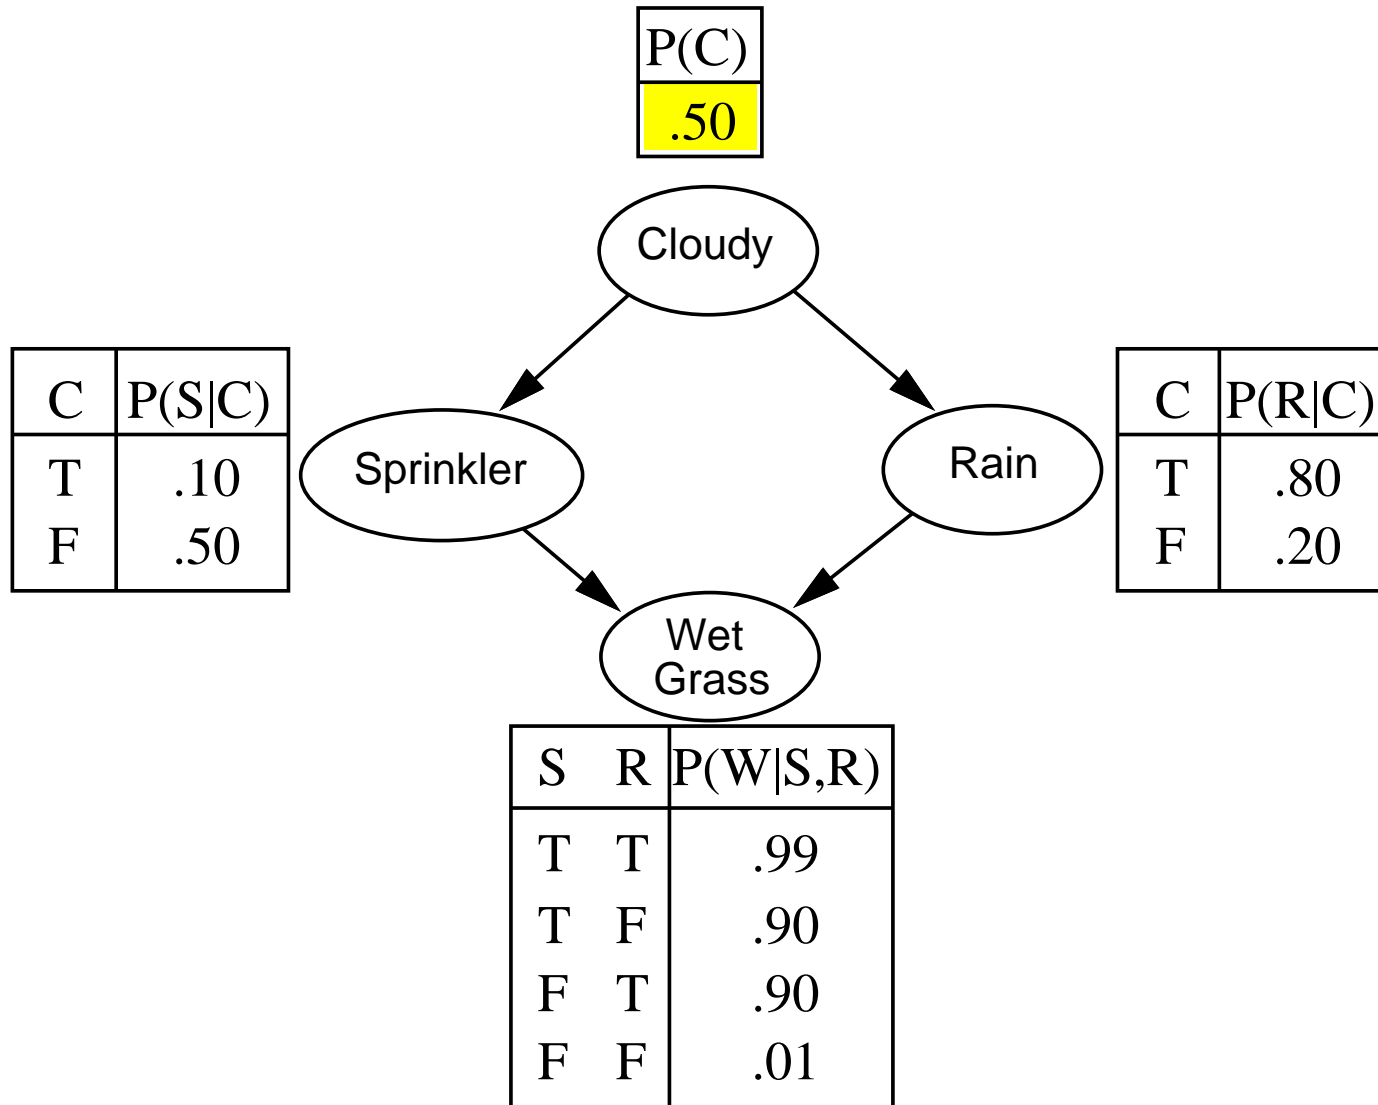 P(C)
.50
Cloudy
C P(S|C)
T .10
F .50
Sprinkler
Rain
C P(R|C)
T .80
F .20
Wet
Grass
S R P(W|S,R)
T T .99
T F .90
F T .90
F F .01